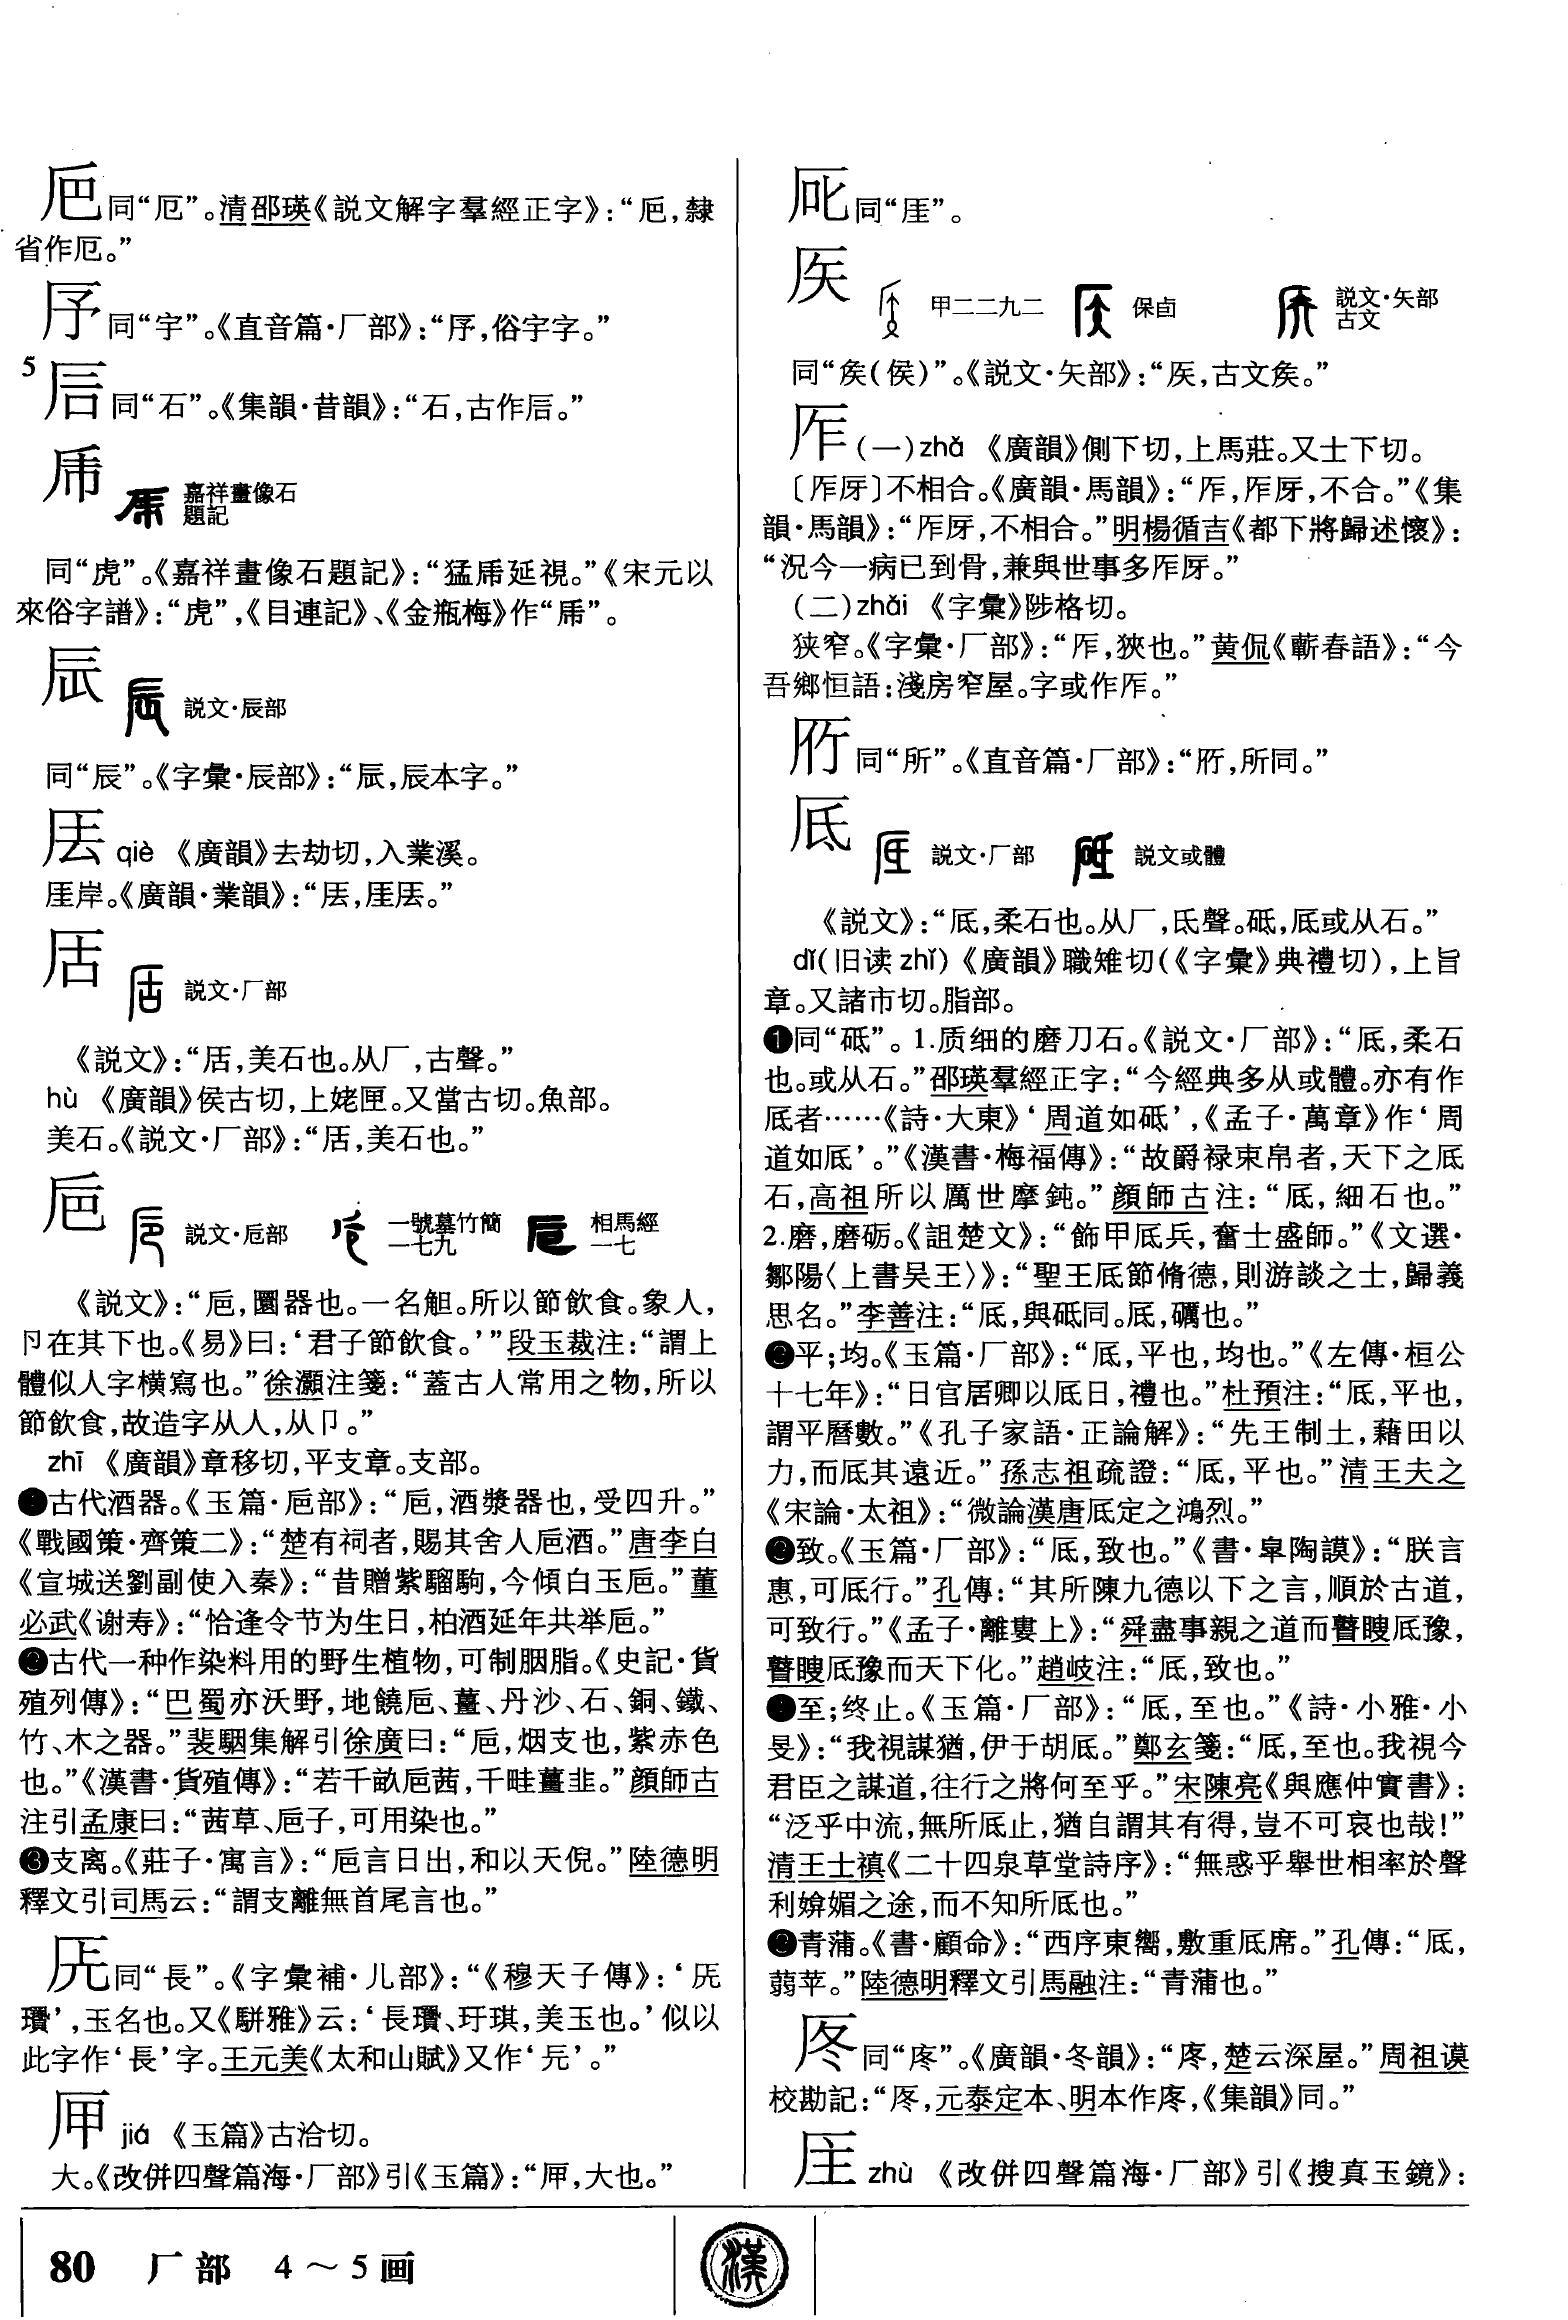 巵同“厄”。清邵瑛《説文解字羣經正字》：“巵，隸
省作厄。”
㕑同“宇”。《直音篇·厂部》：“，俗宇字。”
5
同“石”。《集韻·昔韻》：“石，古作。”
嘉祥畫像石
題記
同“虎”。《嘉祥畫像石題記》：“猛延視。”《宋元以
來俗字譜》：“虎”，《目連記》、《金瓶梅》作“”。
説文·辰部
同“辰”。《字彙·辰部》：“，辰本字。”
厺 qiè 《廣韻》去劫切，入業溪。
厓岸。《廣韻·業韻》：“，厓。”
㕆
説文·厂部
《説文》：“㕆，美石也。从厂，古聲。”
hù 《廣韻》侯古切，上姥匣。又當古切。魚部。
美石。《説文·厂部》：“㕆，美石也。”
巵
説文·巵部
一號墓竹簡
一七九
相馬經
一七
《説文》：“巵，圜器也。一名觛。所以節飲食。象人，
卪在其下也。《易》曰：‘君子節飲食。’”段玉裁注：“謂上
體似人字横寫也。”徐灝注箋：“蓋古人常用之物，所以
節飲食，故造字从人，从卪。”
zhī 《廣韻》章移切，平支章。支部。
❶古代酒器。《玉篇·巵部》：“巵，酒漿器也，受四升。”
《戰國策·齊策二》：“楚有祠者，賜其舍人巵酒。”唐李白
《宣城送劉副使入秦》：“昔贈紫騮駒，今傾白玉巵。”董
必武《谢寿》：“恰逢令节为生日，柏酒延年共举巵。”
❷古代一种作染料用的野生植物，可制胭脂。《史記·貨
殖列傳》：“巴蜀亦沃野，地饒巵、薑、丹沙、石、銅、鐵、
竹、木之器。”裴駰集解引徐廣曰：“巵，烟支也，紫赤色
也。”《漢書·貨殖傳》：“若千畝巵茜，千畦薑韭。”顔師古
注引孟康曰：“茜草、巵子，可用染也。”
❸支离。《莊子·寓言》：“巵言日出，和以天倪。”陸德明
釋文引司馬云：“謂支離無首尾言也。”
同“長”。《字彙補·儿部》：“《穆天子傳》：‘
瓚’，玉名也。又《駢雅》云：‘長瓚、玗琪，美玉也。’似以
此字作‘長’字。王元美《太和山賦》又作‘’。”
厞 jiá 《玉篇》古洽切。
大。《改併四聲篇海·厂部》引《玉篇》：“，大也。”
同“厓”。
𥎦
甲二二九二
保卣
説文·矢部
古文
同“矦（侯）”。《説文·矢部》：“，古文矦。”
厏（一）zhǎ 《廣韻》側下切，上馬莊。又士下切。
〔厏厊〕不相合。《廣韻·馬韻》：“厏，厏厊，不合。”《集
韻·馬韻》：“厏厊，不相合。”明楊循吉《都下將歸述懷》：
“況今一病已到骨，兼與世事多厏厊。”
（二）zhǎi 《字彙》陟格切。
狭窄。《字彙·厂部》：“厏，狹也。”黄侃《蘄春語》：“今
吾鄉恒語：淺房窄屋。字或作厏。”
同“所”。《直音篇·厂部》：“，所同。”
厎
説文·厂部
説文或體
《説文》：“厎，柔石也。从厂，氐聲。砥，厎或从石。”
dǐ（旧读zhǐ）《廣韻》職雉切（《字彙》典禮切），上旨
章。又諸市切。脂部。
❶同“砥”。1.质细的磨刀石。《説文·厂部》：“厎，柔石
也。或从石。”邵瑛羣經正字：“今經典多从或體。亦有作
厎者……《詩·大東》‘周道如砥’，《孟子·萬章》作‘周
道如厎’。”《漢書·梅福傳》：“故爵禄束帛者，天下之厎
石，高祖所以厲世摩鈍。”顔師古注：“厎，細石也。”
2.磨，磨砺。《詛楚文》：“飾甲厎兵，奮士盛師。”《文選·
鄒陽〈上書吴王〉》：“聖王厎節脩德，則游談之士，歸義
思名。”李善注：“厎，與砥同。厎，礪也。”
❷平；均。《玉篇·厂部》：“厎，平也，均也。”《左傳·桓公
十七年》：“日官居卿以厎日，禮也。”杜預注：“厎，平也，
謂平曆數。”《孔子家語·正論解》：“先王制土，藉田以
力，而厎其遠近。”孫志祖疏證：“厎，平也。”清王夫之
《宋論·太祖》：“微論漢唐厎定之鴻烈。”
❸致。《玉篇·厂部》：“厎，致也。”《書·皋陶謨》：“朕言
惠，可厎行。”孔傳：“其所陳九德以下之言，順於古道，
可致行。”《孟子·離婁上》：“舜盡事親之道而瞽瞍厎豫，
瞽瞍厎豫而天下化。”趙岐注：“厎，致也。”
❹至；终止。《玉篇·厂部》：“厎，至也。”《詩·小雅·小
旻》：“我視謀猶，伊于胡厎。”鄭玄箋：“厎，至也。我視今
君臣之謀道，往行之將何至乎。”宋陳亮《與應仲實書》：
“泛乎中流，無所厎止，猶自謂其有得，豈不可哀也哉！”
清王士禛《二十四泉草堂詩序》：“無惑乎舉世相率於聲
利媕媚之途，而不知所厎也。”
❺青蒲。《書·顧命》：“西序東嚮，敷重厎席。”孔傳：“厎，
蒻苹。”陸德明釋文引馬融注：“青蒲也。”
同“庝”。《廣韻·冬韻》：“庝，楚云深屋。”周祖谟
校勘記：“，元泰定本、明本作庝，《集韻》同。”
zhù 《改併四聲篇海·厂部》引《搜真玉鏡》：
80 厂部 4～5画
漢